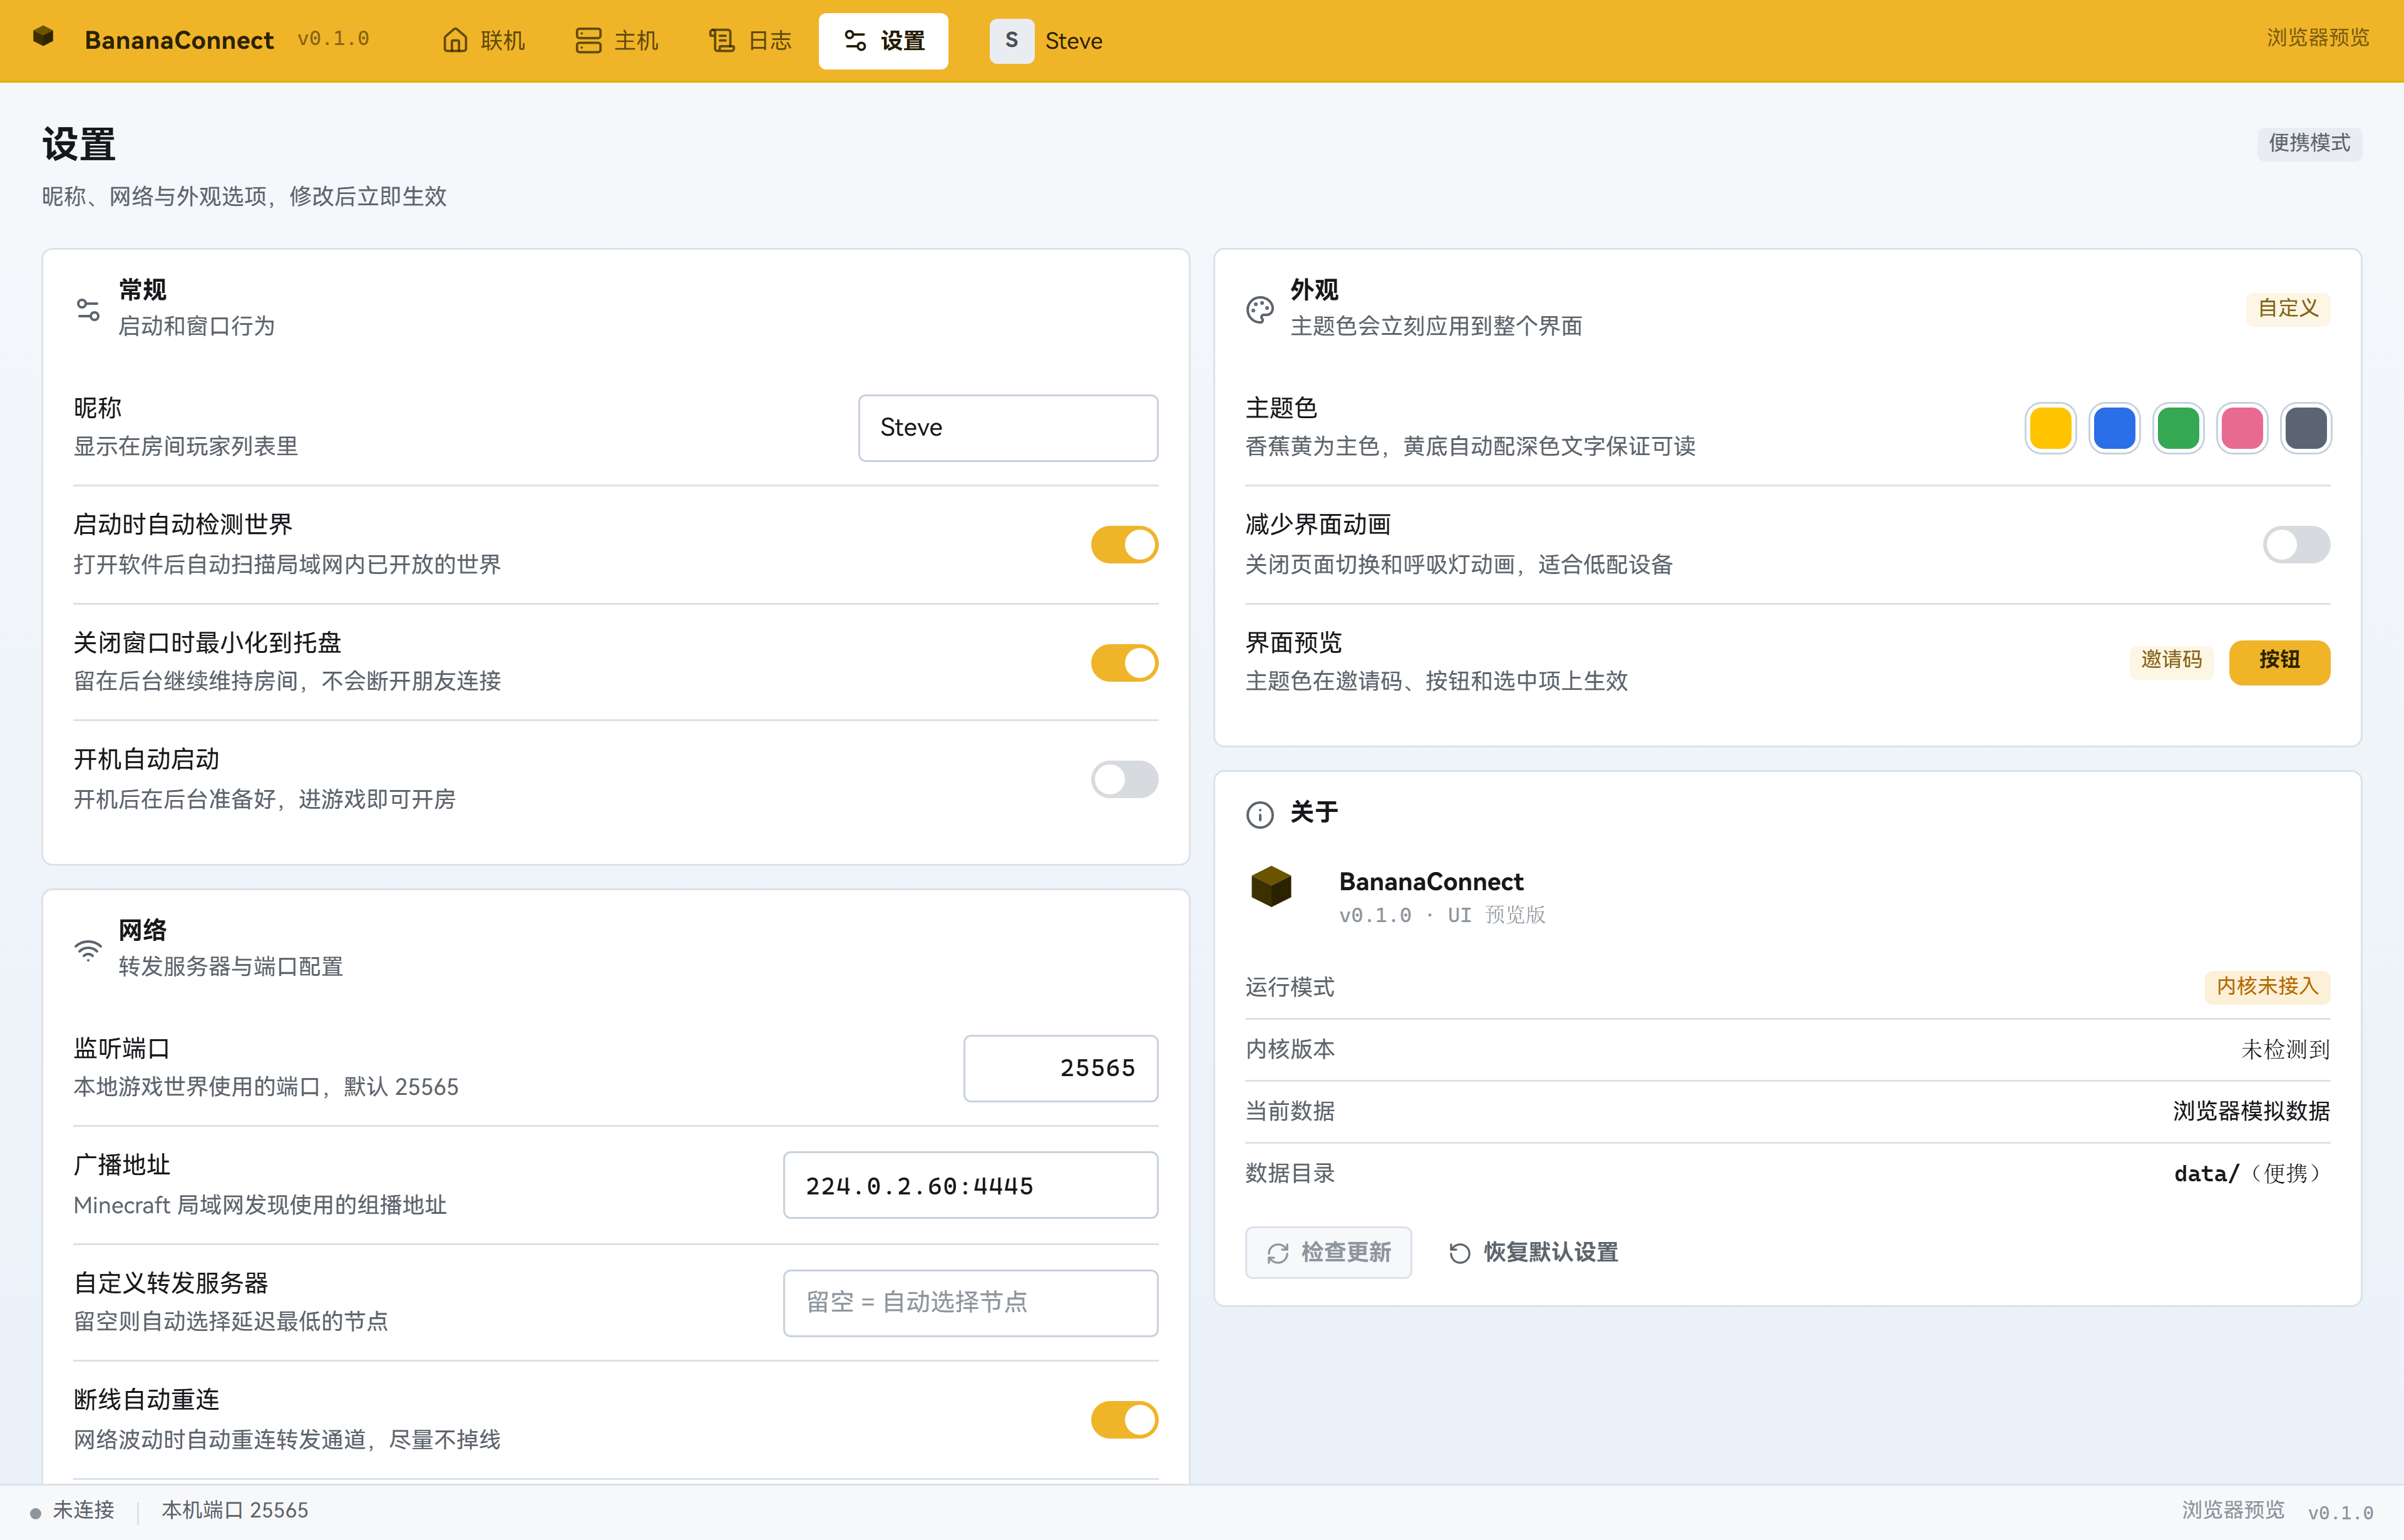 BananaConnect v0.1.0 联机 主机 日志 设置 S Steve 浏览器预览
设置
便携模式
昵称、网络与外观选项，修改后立即生效
常规
启动和窗口行为
昵称
显示在房间玩家列表里
Steve
启动时自动检测世界
打开软件后自动扫描局域网内已开放的世界
关闭窗口时最小化到托盘
留在后台继续维持房间，不会断开朋友连接
开机自动启动
开机后在后台准备好，进游戏即可开房
网络
转发服务器与端口配置
监听端口
本地游戏世界使用的端口，默认 25565
25565
广播地址
Minecraft 局域网发现使用的组播地址
224.0.2.60:4445
自定义转发服务器
留空则自动选择延迟最低的节点
留空 = 自动选择节点
断线自动重连
网络波动时自动重连转发通道，尽量不掉线
外观
主题色会立刻应用到整个界面
自定义
主题色
香蕉黄为主色，黄底自动配深色文字保证可读
减少界面动画
关闭页面切换和呼吸灯动画，适合低配设备
界面预览
主题色在邀请码、按钮和选中项上生效
邀请码 按钮
关于
BananaConnect
v0.1.0 · UI 预览版
运行模式 内核未接入
内核版本 未检测到
当前数据 浏览器模拟数据
数据目录 data/（便携）
检查更新 恢复默认设置
未连接 本机端口 25565 浏览器预览 v0.1.0